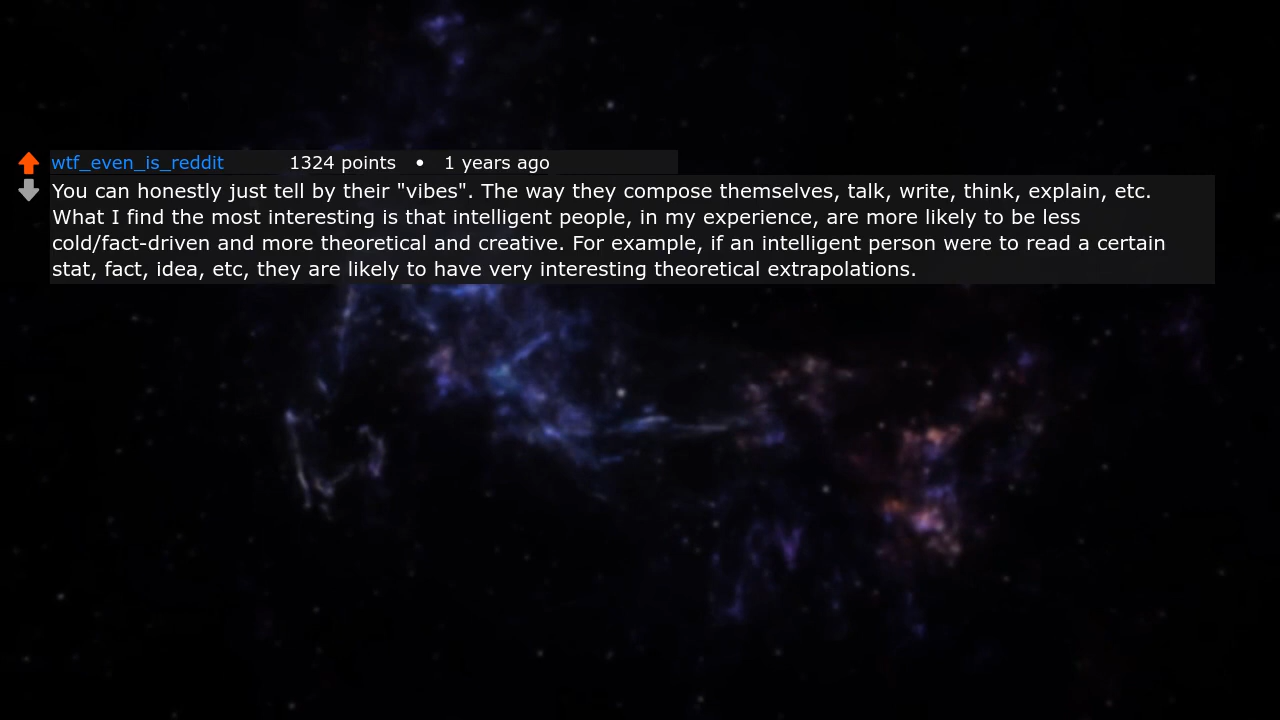 wtf_even_is_reddit 1324 points • 1 years ago
You can honestly just tell by their "vibes". The way they compose themselves, talk, write, think, explain, etc.
What I find the most interesting is that intelligent people, in my experience, are more likely to be less
cold/fact-driven and more theoretical and creative. For example, if an intelligent person were to read a certain
stat, fact, idea, etc, they are likely to have very interesting theoretical extrapolations.